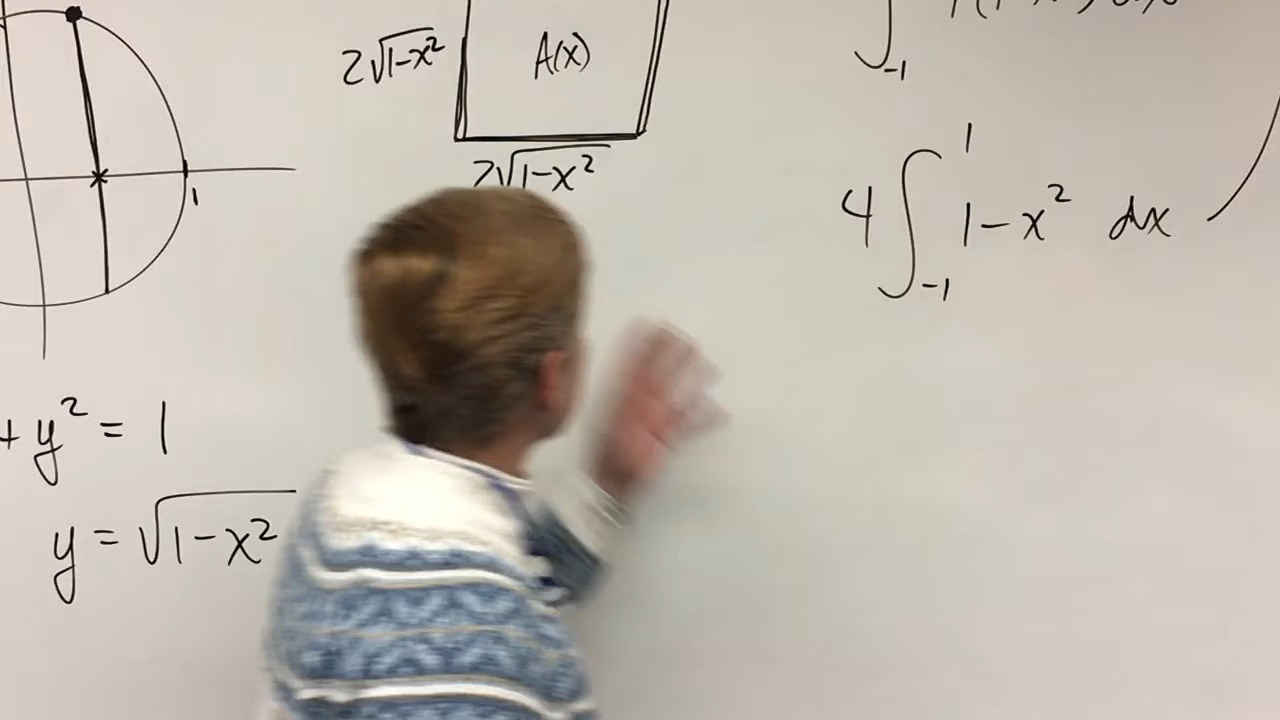 2√1-x²
A(x)
2√1-x²
-1
1
4∫ 1-x² dx
-1
1
+y² = 1
y = √1-x²